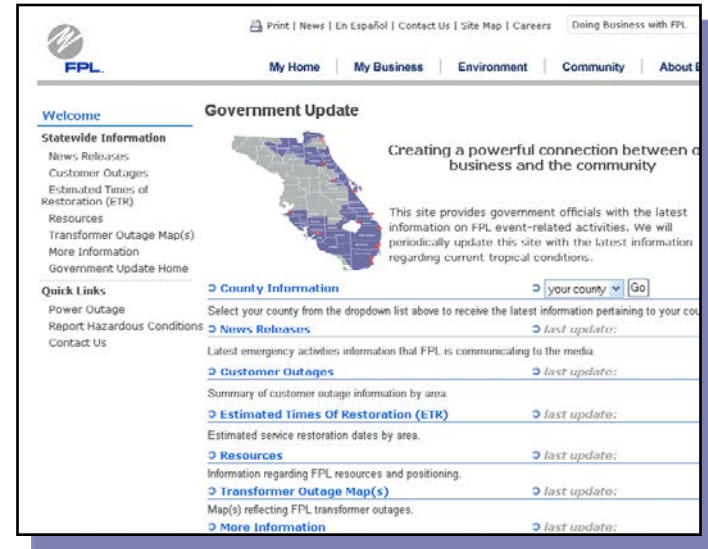 Print | News | En Español | Contact Us | Site Map | Careers
Doing Business with FPL
FPL.
My Home | My Business | Environment | Community | About
Welcome
Statewide Information
News Releases
Customer Outages
Estimated Times of
Restoration (ETR)
Resources
Transformer Outage Map(s)
More Information
Government Update Home
Quick Links
Power Outage
Report Hazardous Conditions
Contact Us
Government Update
Creating a powerful connection between
business and the community
This site provides government officials with the latest
information on FPL event-related activities. We will
periodically update this site with the latest information
regarding current tropical conditions.
County Information your county Go
Select your county from the dropdown list above to receive the latest information pertaining to your
News Releases last update:
Latest emergency activities information that FPL is communicating to the media.
Customer Outages last update:
Summary of customer outage information by area.
Estimated Times Of Restoration (ETR) last update:
Estimated service restoration dates by area.
Resources last update:
Information regarding FPL resources and positioning.
Transformer Outage Map(s) last update:
Map(s) reflecting FPL transformer outages.
More Information last update: